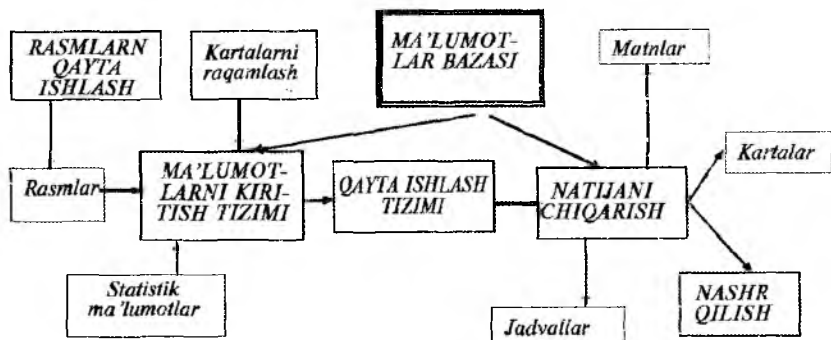 RASMLARN
QAYTA
ISHLASH
Kartalarni
raqamlash
MA'LUMOT-
LAR BAZASI
Matnlar
Rasmlar
MA'LUMOT-
LARNI KIRI-
TISH TIZIMI
QAYTA ISHLASH
TIZIMI
NATIJANI
CHIQARISH
Kartalar
Statistik
ma'lumotlar
Jadvallar
NASHR
QILISH